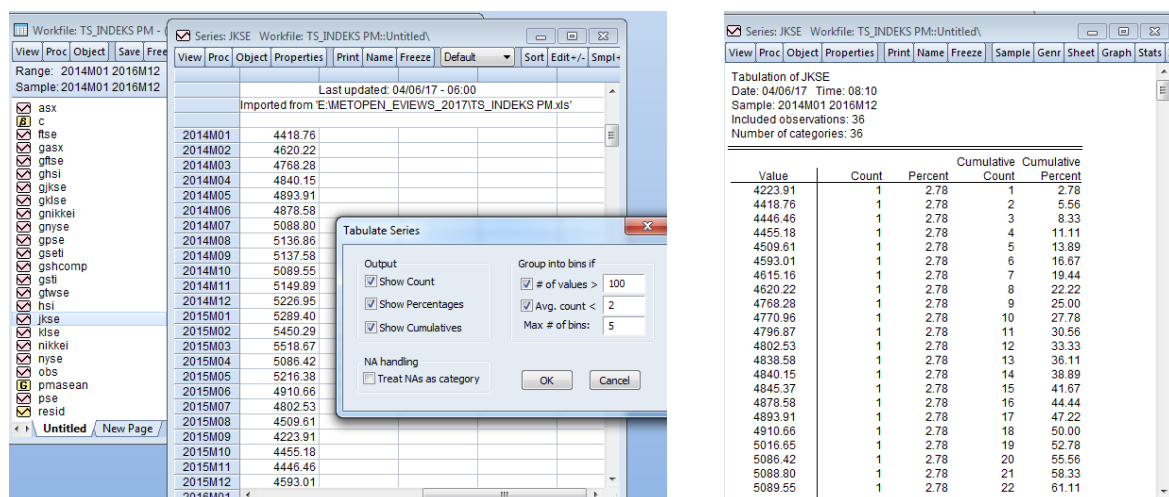 Workfile: TS_INDEKS PM - (
View Proc Object Save Free
Range: 2014M01 2016M12
Sample: 2014M01 2016M12
asx
c
ftse
gasx
gftse
ghsi
gjkse
gklse
gnikkei
gnyse
gpse
gseti
gshcomp
gsti
gtwse
hsi
jkse
klse
nikkei
nyse
obs
pmasean
pse
resid
Untitled New Page
Series: JKSE Workfile: TS_INDEKS PM::Untitled\
View Proc Object Properties Print Name Freeze Default Sort Edit+/- Smpl+
Last updated: 04/06/17 - 06:00
Imported from 'E:\METOPEN_EVIEWS_2017\TS_INDEKS PM.xls'
2014M01 4418.76
2014M02 4620.22
2014M03 4768.28
2014M04 4840.15
2014M05 4893.91
2014M06 4878.58
2014M07 5088.80
2014M08 5136.86
2014M09 5137.58
2014M10 5089.55
2014M11 5149.89
2014M12 5226.95
2015M01 5289.40
2015M02 5450.29
2015M03 5518.67
2015M04 5086.42
2015M05 5216.38
2015M06 4910.66
2015M07 4802.53
2015M08 4509.61
2015M09 4223.91
2015M10 4455.18
2015M11 4446.46
2015M12 4593.01
2016M01
Tabulate Series
Output
Show Count
Show Percentages
Show Cumulatives
NA handling
Treat NAs as category
Group into bins if
# of values > 100
Avg. count < 2
Max # of bins: 5
OK Cancel
Series: JKSE Workfile: TS_INDEKS PM::Untitled\
View Proc Object Properties Print Name Freeze Sample Genr Sheet Graph Stats
Tabulation of JKSE
Date: 04/06/17 Time: 08:10
Sample: 2014M01 2016M12
Included observations: 36
Number of categories: 36
Cumulative Cumulative
Value Count Percent Count Percent
4223.91 1 2.78 1 2.78
4418.76 1 2.78 2 5.56
4446.46 1 2.78 3 8.33
4455.18 1 2.78 4 11.11
4509.61 1 2.78 5 13.89
4593.01 1 2.78 6 16.67
4615.16 1 2.78 7 19.44
4620.22 1 2.78 8 22.22
4768.28 1 2.78 9 25.00
4770.96 1 2.78 10 27.78
4796.87 1 2.78 11 30.56
4802.53 1 2.78 12 33.33
4838.58 1 2.78 13 36.11
4840.15 1 2.78 14 38.89
4845.37 1 2.78 15 41.67
4878.58 1 2.78 16 44.44
4893.91 1 2.78 17 47.22
4910.66 1 2.78 18 50.00
5016.65 1 2.78 19 52.78
5086.42 1 2.78 20 55.56
5088.80 1 2.78 21 58.33
5089.55 1 2.78 22 61.11